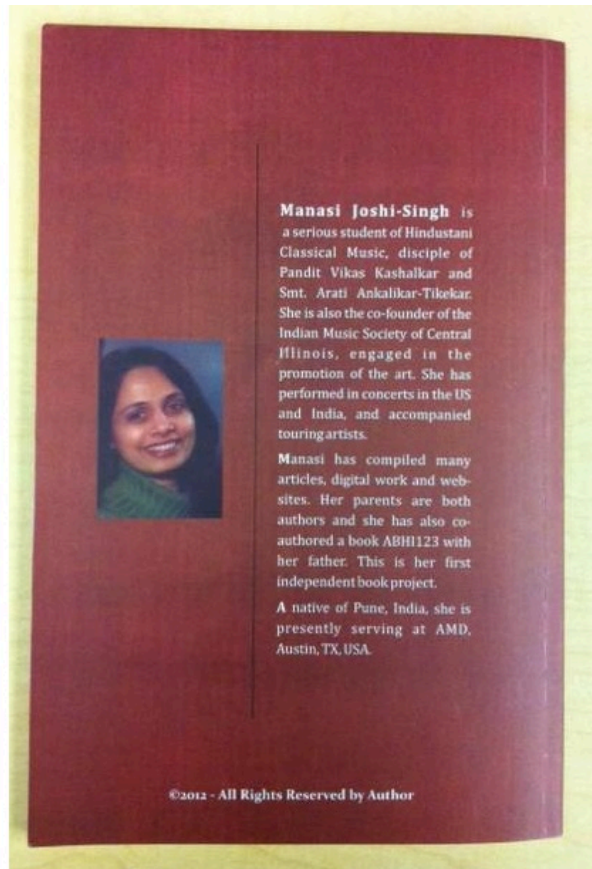 Manasi Joshi-Singh is
a serious student of Hindustani
Classical Music, disciple of
Pandit Vikas Kashalkar and
Smt. Arati Ankalikar-Tikekar.
She is also the co-founder of the
Indian Music Society of Central
Illinois, engaged in the
promotion of the art. She has
performed in concerts in the US
and India, and accompanied
touring artists.
Manasi has compiled many
articles, digital work and web-
sites. Her parents are both
authors and she has also co-
authored a book ABHI123 with
her father. This is her first
independent book project.
A native of Pune, India, she is
presently serving at AMD,
Austin, TX, USA.
©2012 - All Rights Reserved by Author